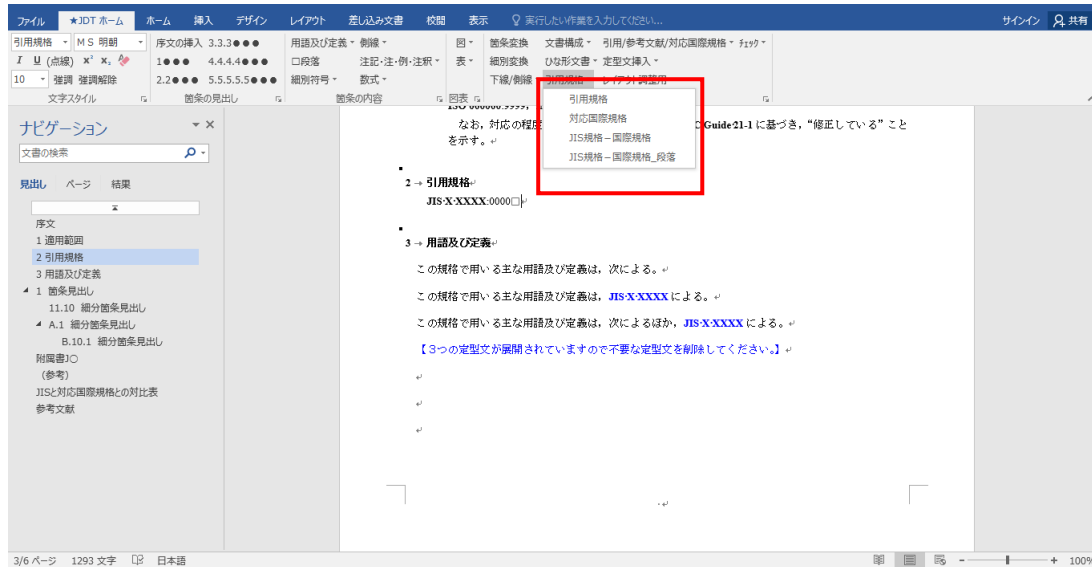 ファイル ★JDT ホーム ホーム 挿入 デザイン レイアウト 差し込み文書 校閲 表示 実行したい作業を入力してください... サインイン 共有
引用規格 MS 明朝 序文の挿入 3.3.3●●● 用語及び定義 側線 図 箇条変換 文書構成 引用/参考文献/対応国際規格 チェック
I U (点線) x² x₂ 1●●● 4.4.4.4●●● 口段落 注記・注・例・注釈 表 細別変換 ひな形文書 定型文挿入
10 強調 強調解除 2.2●●● 5.5.5.5.5●●● 細別符号 数式 下線/側線 引用規格 レイアウト調整用
文字スタイル 箇条の見出し 箇条の内容 図表
引用規格
対応国際規格
JIS規格－国際規格
JIS規格－国際規格_段落
ナビゲーション
文書の検索
見出し ページ 結果
序文
1 適用範囲
2 引用規格
3 用語及び定義
1 箇条見出し
11.10 細分箇条見出し
A.1 細分箇条見出し
B.10.1 細分箇条見出し
附属書J○
(参考)
JISと対応国際規格との対比表
参考文献
なお，対応の程度 Guide 21-1 に基づき，“修正している” こと
を示す。
2 → 引用規格
JIS X XXXX:0000□
3 → 用語及び定義
この規格で用いる主な用語及び定義は，次による。
この規格で用いる主な用語及び定義は，JIS X XXXX による。
この規格で用いる主な用語及び定義は，次によるほか，JIS X XXXX による。
【３つの定型文が展開されていますので不要な定型文を削除してください。】
3/6 ページ 1293 文字 日本語 100%